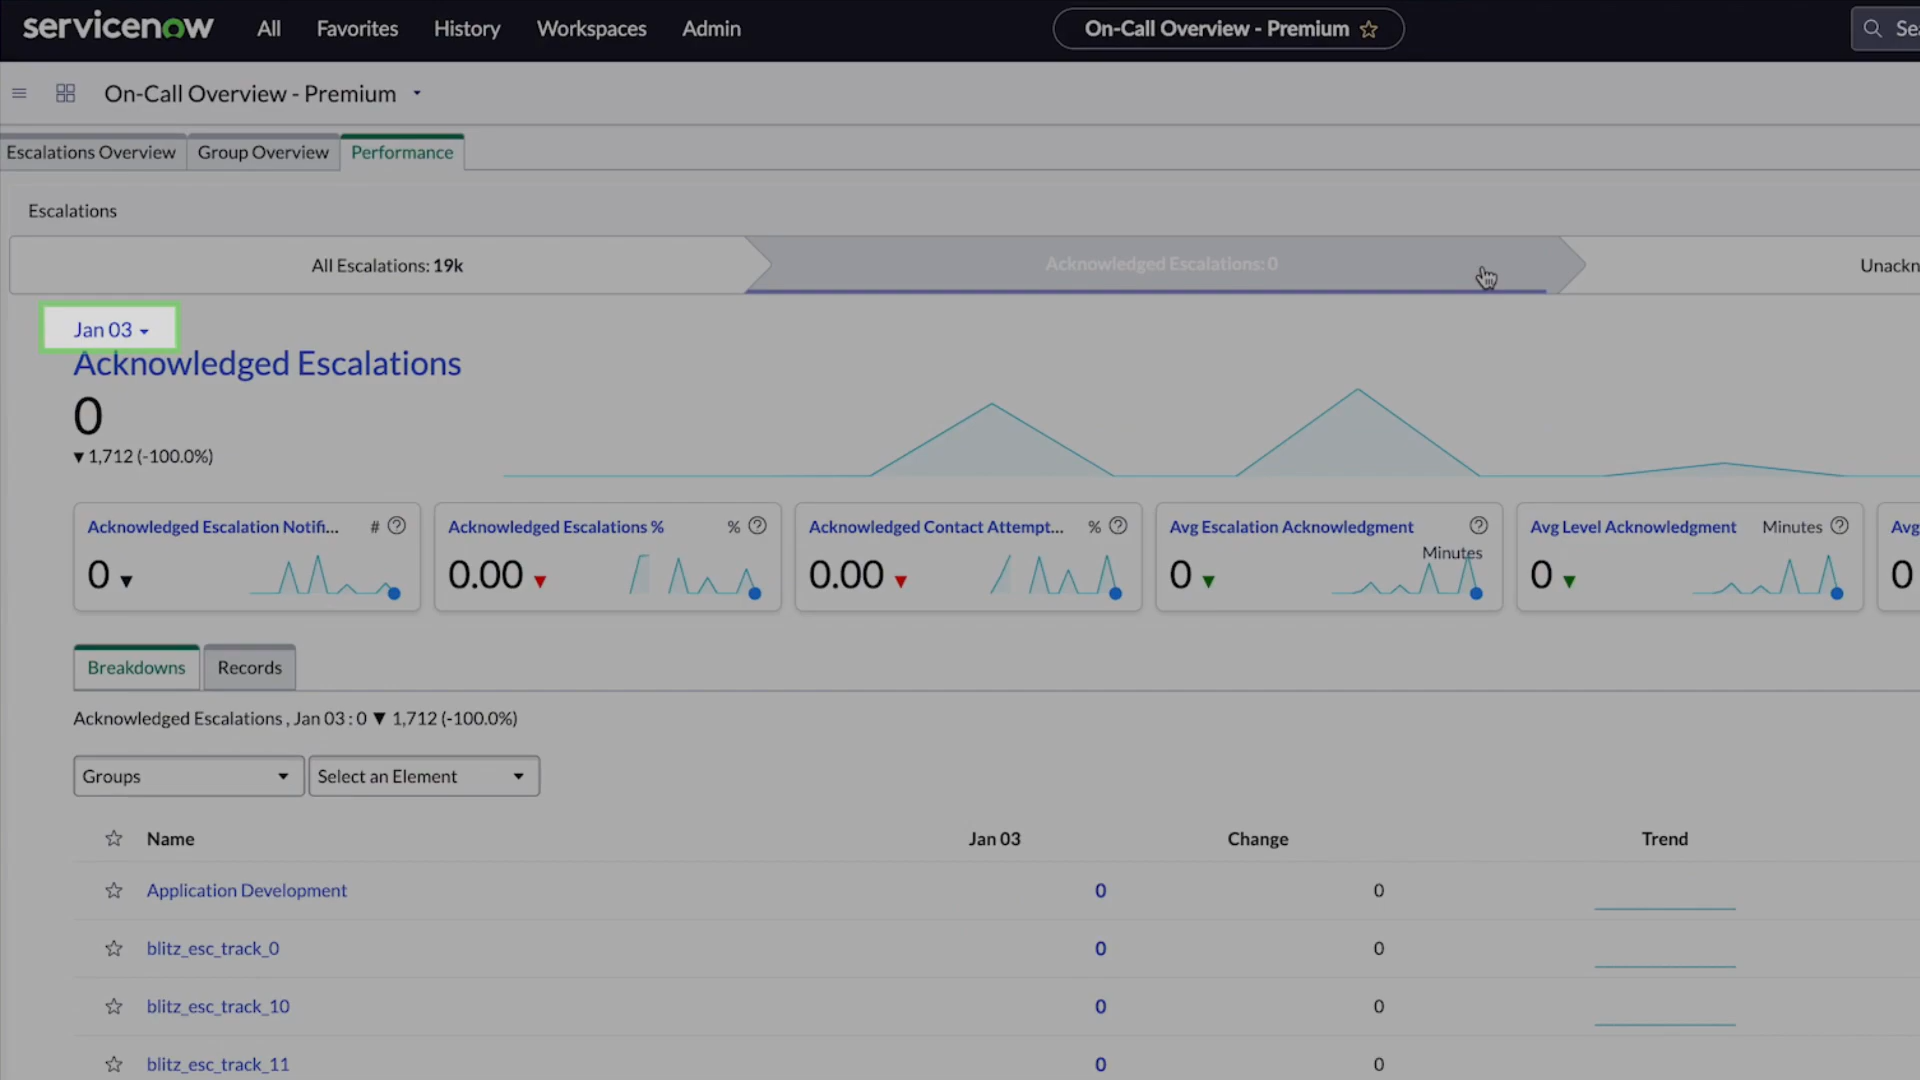 servicenow All Favorites History Workspaces Admin On-Call Overview - Premium
On-Call Overview - Premium
Escalations Overview Group Overview Performance
Escalations
All Escalations: 19k Acknowledged Escalations: 0
Jan 03
Acknowledged Escalations
0
▼ 1,712 (-100.0%)
Acknowledged Escalation Notifi... #
0 ▼
Acknowledged Escalations % %
0.00 ▼
Acknowledged Contact Attempt... %
0.00 ▼
Avg Escalation Acknowledgment
Minutes
0 ▼
Avg Level Acknowledgment Minutes
0 ▼
Avg
0
Breakdowns Records
Acknowledged Escalations , Jan 03 : 0 ▼ 1,712 (-100.0%)
Groups Select an Element
Name Jan 03 Change Trend
Application Development 0 0
blitz_esc_track_0 0 0
blitz_esc_track_10 0 0
blitz_esc_track_11 0 0